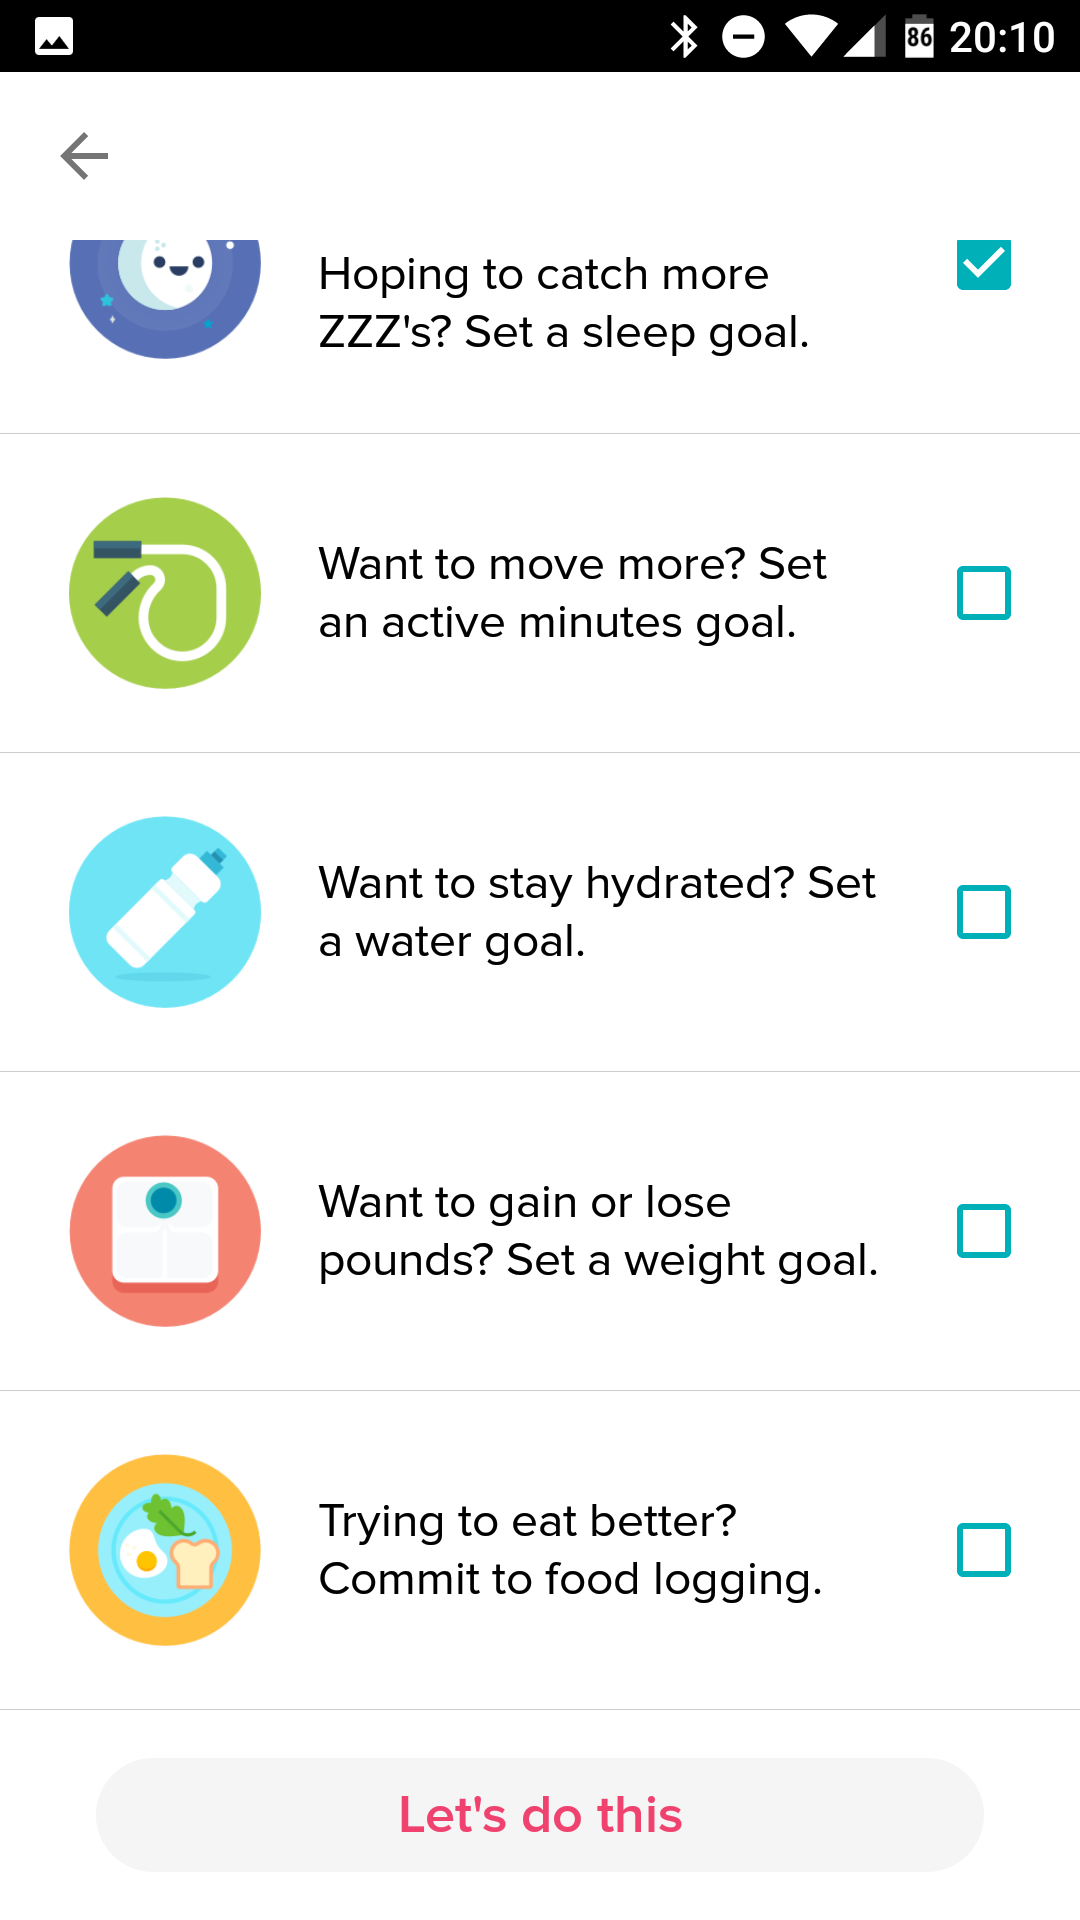 86 20:10
Hoping to catch more
ZZZ's? Set a sleep goal.
Want to move more? Set
an active minutes goal.
Want to stay hydrated? Set
a water goal.
Want to gain or lose
pounds? Set a weight goal.
Trying to eat better?
Commit to food logging.
Let's do this